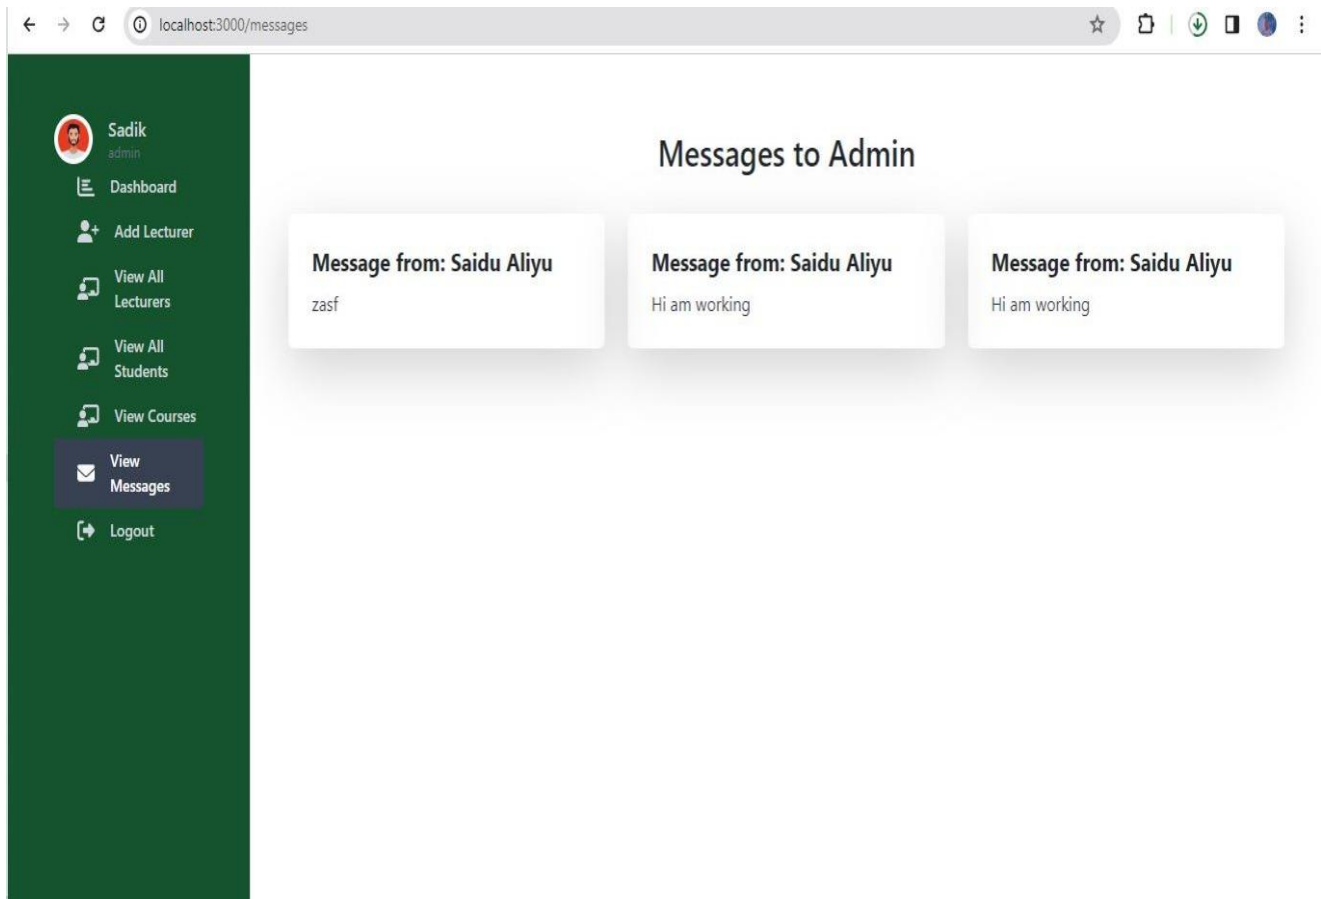 localhost:3000/messages
Sadik
admin
Dashboard
Add Lecturer
View All
Lecturers
View All
Students
View Courses
View
Messages
Logout
Messages to Admin
Message from: Saidu Aliyu
zasf
Message from: Saidu Aliyu
Hi am working
Message from: Saidu Aliyu
Hi am working